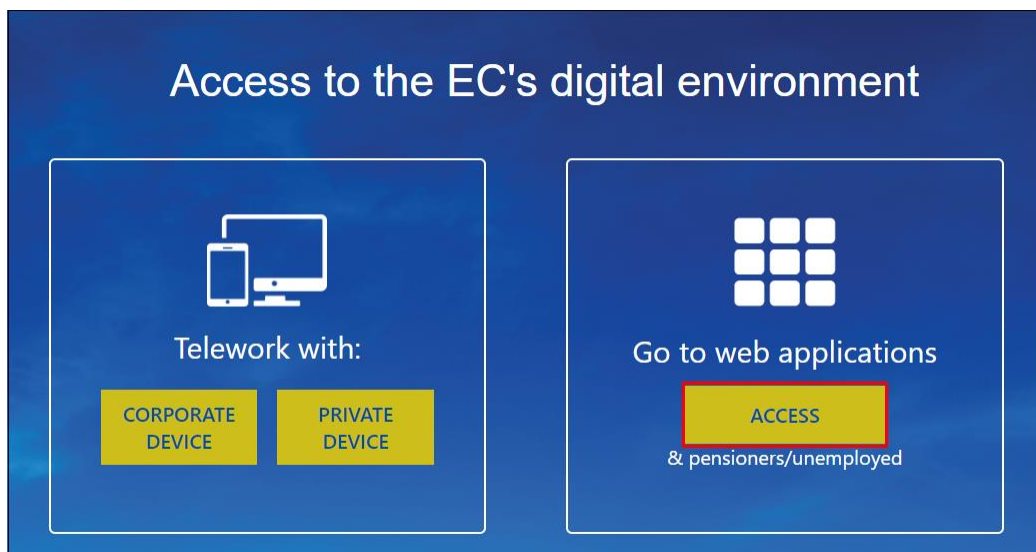 Access to the EC's digital environment
Telework with:
CORPORATE
DEVICE
PRIVATE
DEVICE
Go to web applications
ACCESS
& pensioners/unemployed